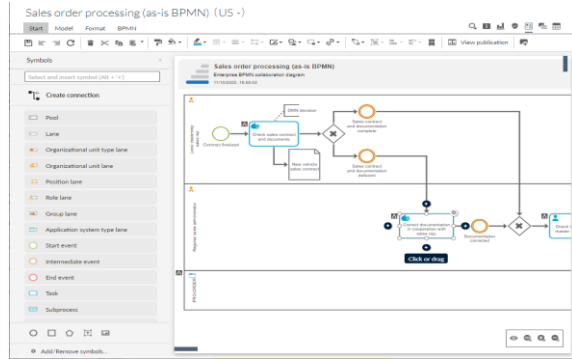 Sales order processing (as-is BPMN) (US -)
Start Model Format BPMN
View publication
Symbols
Select and insert symbol (Alt + '+')
Create connection
Pool
Lane
Organizational unit type lane
Organizational unit lane
Position lane
Role lane
Group lane
Application system type lane
Start event
Intermediate event
End event
Task
Subprocess
Add/Remove symbols...
Sales order processing (as-is BPMN)
Enterprise BPMN collaboration diagram
DMN decision
Contract finalized
Check sales contract
and documents
New vehicle
sales contract
Sales contract
and documentation
complete
Sales contract
and documentation
deficient
Regional sales administrator
Correct documentation
in cooperation with
sales rep.
Documentation
corrected
Click or drag
Check
master